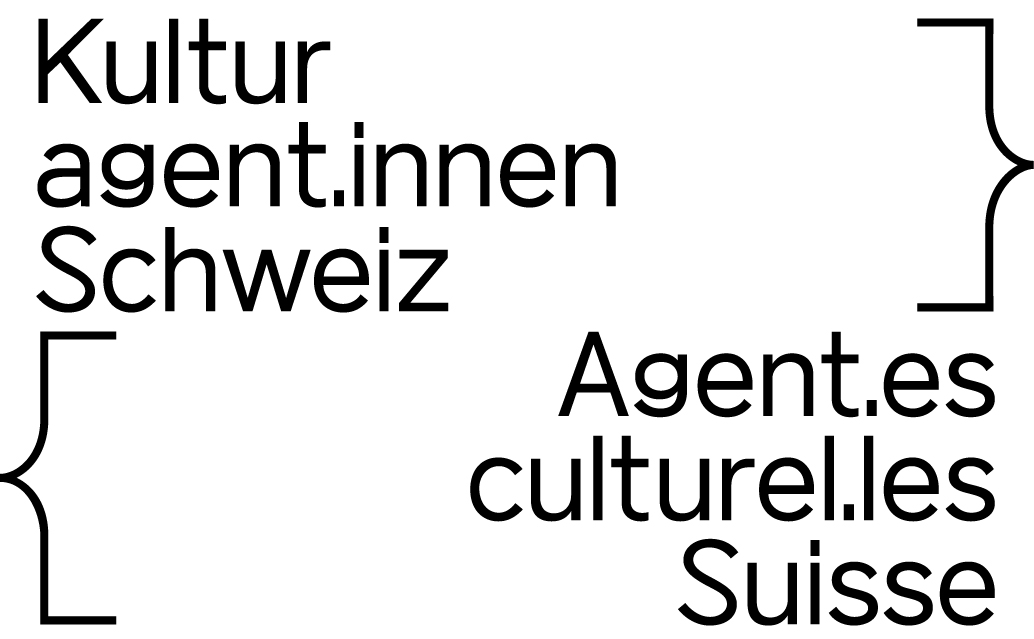 Kultur
agent.innen
Schweiz
Agent.es
culturel.les
Suisse